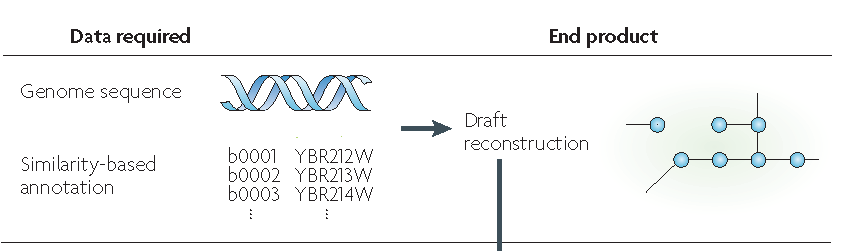 Data required
End product
Genome sequence
Similarity-based
annotation
b0001 YBR212W
b0002 YBR213W
b0003 YBR214W
⋮ ⋮
Draft
reconstruction